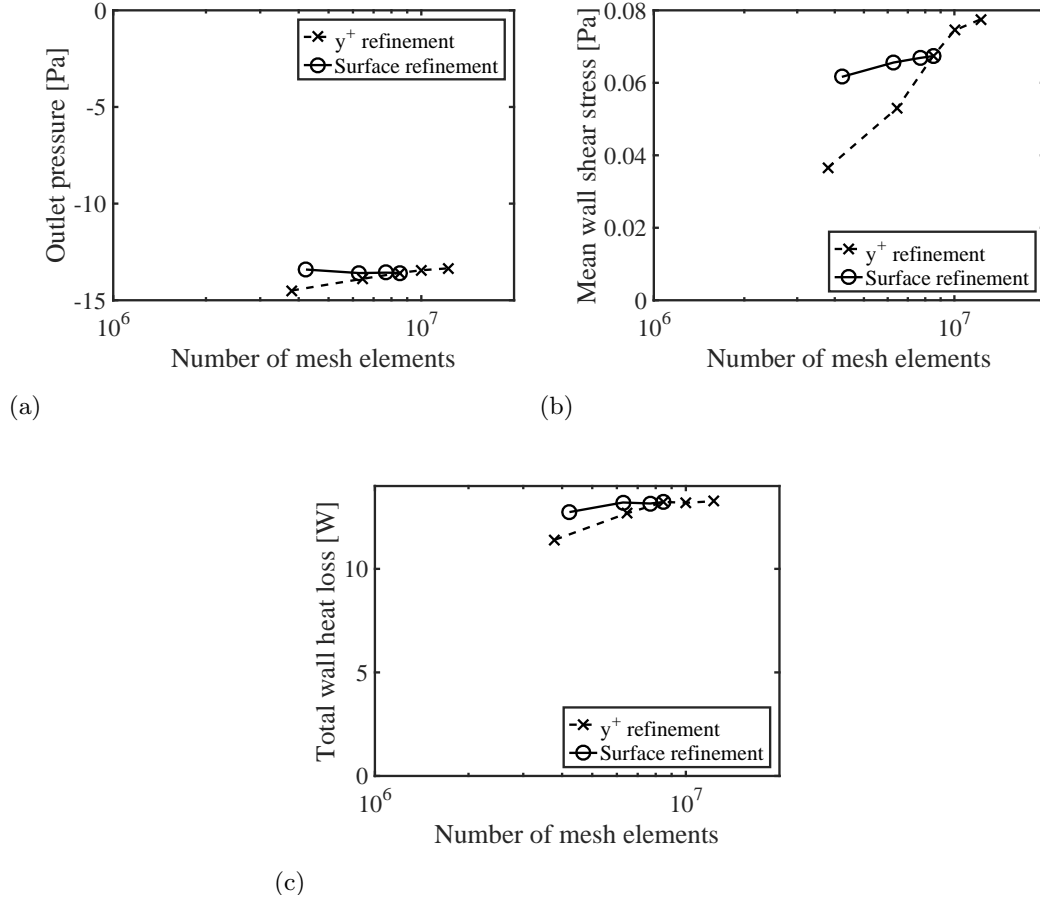 0
-5
-10
-15
Outlet pressure [Pa]
10^6
10^7
Number of mesh elements
y^+ refinement
Surface refinement
(a)
0.08
0.06
0.04
0.02
0
Mean wall shear stress [Pa]
10^6
10^7
Number of mesh elements
y^+ refinement
Surface refinement
(b)
10
5
0
Total wall heat loss [W]
10^6
10^7
Number of mesh elements
y^+ refinement
Surface refinement
(c)